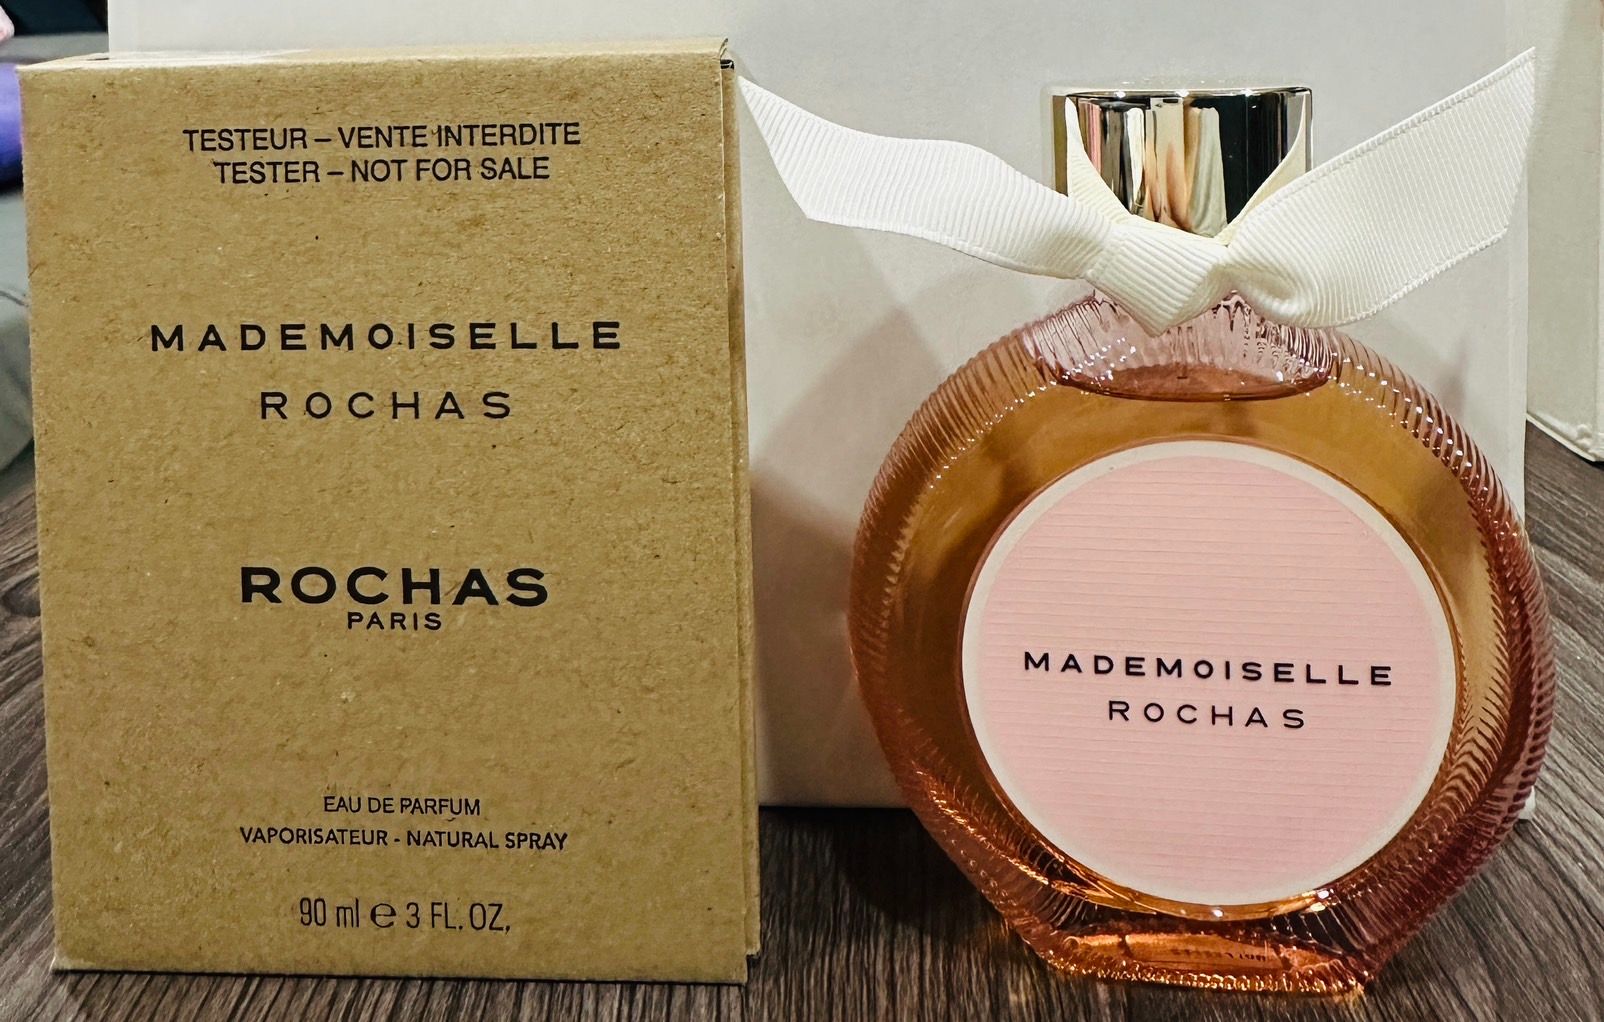 TESTEUR – VENTE INTERDITE
TESTER – NOT FOR SALE
MADEMOISELLE
ROCHAS
ROCHAS
PARIS
EAU DE PARFUM
VAPORISATEUR - NATURAL SPRAY
90 ml e 3 FL. OZ.
MADEMOISELLE
ROCHAS